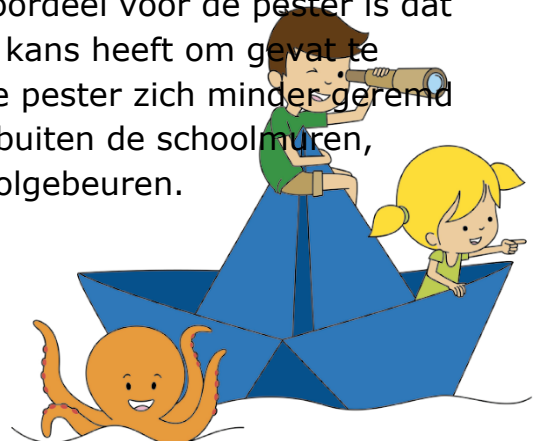 oordeel voor de pester is dat
kans heeft om gevat te
e pester zich minder geremd
buiten de schoolmuren,
olgebeuren.